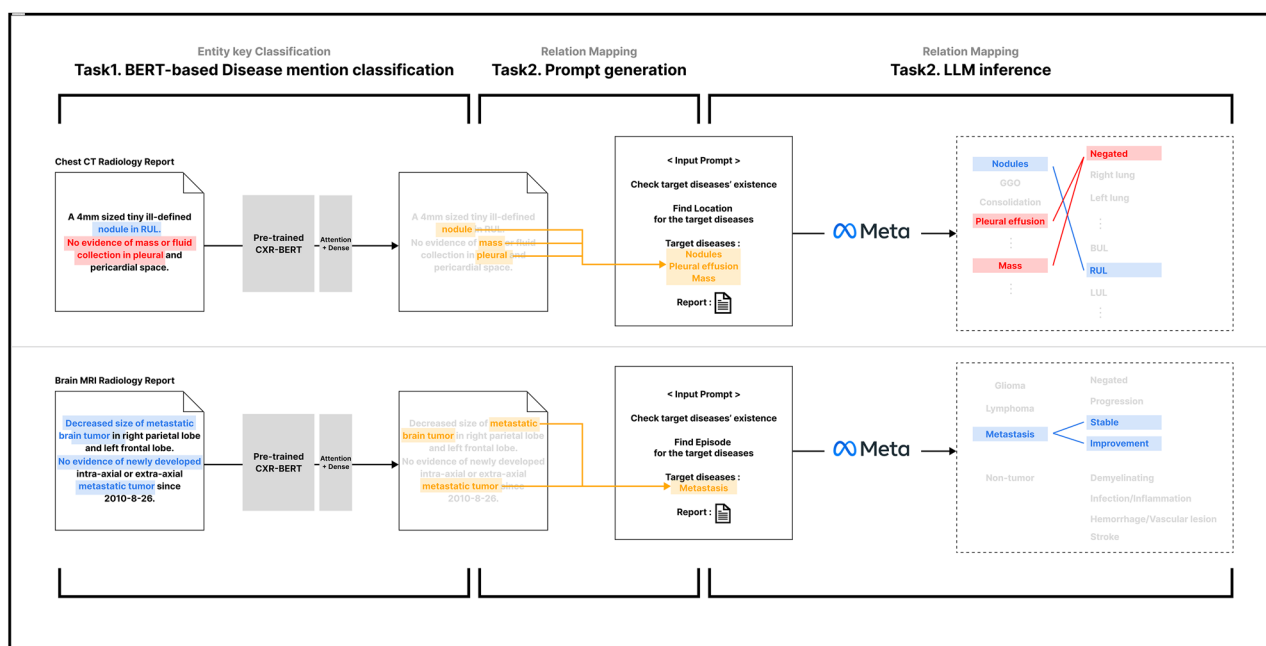 Entity key Classification
Task1. BERT-based Disease mention classification
Relation Mapping
Task2. Prompt generation
Relation Mapping
Task2. LLM inference
Chest CT Radiology Report
A 4mm sized tiny ill-defined
nodule in RUL.
No evidence of mass or fluid
collection in pleural and
pericardial space.
Pre-trained
CXR-BERT
Attention
+ Dense
A 4mm sized tiny ill-defined
nodule in RUL.
No evidence of mass or fluid
collection in pleural and
pericardial space.
< Input Prompt >
Check target diseases' existence
Find Location
for the target diseases
Target diseases :
Nodules
Pleural effusion
Mass
Report :
Meta
Nodules
GGO
Consolidation
Pleural effusion
⋮
Mass
⋮
Negated
Right lung
Left lung
⋮
BUL
RUL
LUL
⋮
Brain MRI Radiology Report
Decreased size of metastatic
brain tumor in right parietal lobe
and left frontal lobe.
No evidence of newly developed
intra-axial or extra-axial
metastatic tumor since
2010-8-26.
Pre-trained
CXR-BERT
Attention
+ Dense
Decreased size of metastatic
brain tumor in right parietal lobe
and left frontal lobe.
No evidence of newly developed
intra-axial or extra-axial
metastatic tumor since
2010-8-26.
< Input Prompt >
Check target diseases' existence
Find Episode
for the target diseases
Target diseases :
Metastasis
Report :
Meta
Glioma
Lymphoma
Metastasis
Non-tumor
Negated
Progression
Stable
Improvement
Demyelinating
Infection/Inflammation
Hemorrhage/Vascular lesion
Stroke